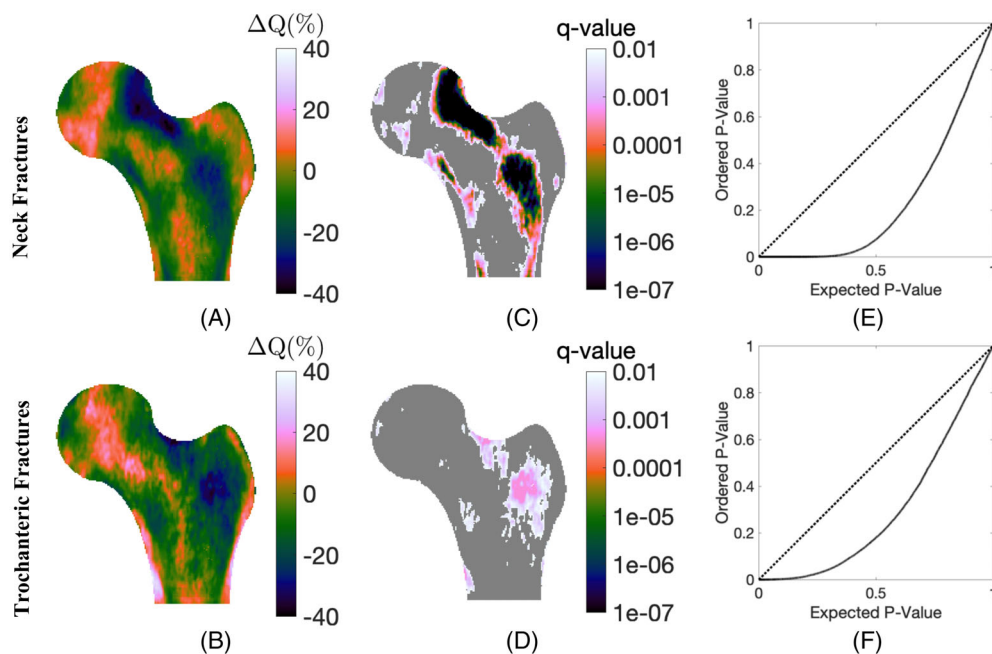 Neck Fractures
ΔQ(%)
40
20
0
-20
-40
(A)
q-value
0.01
0.001
0.0001
1e-05
1e-06
1e-07
(C)
Ordered P-Value
1
0.8
0.6
0.4
0.2
0
0 0.5 1
Expected P-Value
(E)
Trochanteric Fractures
ΔQ(%)
40
20
0
-20
-40
(B)
q-value
0.01
0.001
0.0001
1e-05
1e-06
1e-07
(D)
Ordered P-Value
1
0.8
0.6
0.4
0.2
0
0 0.5 1
Expected P-Value
(F)